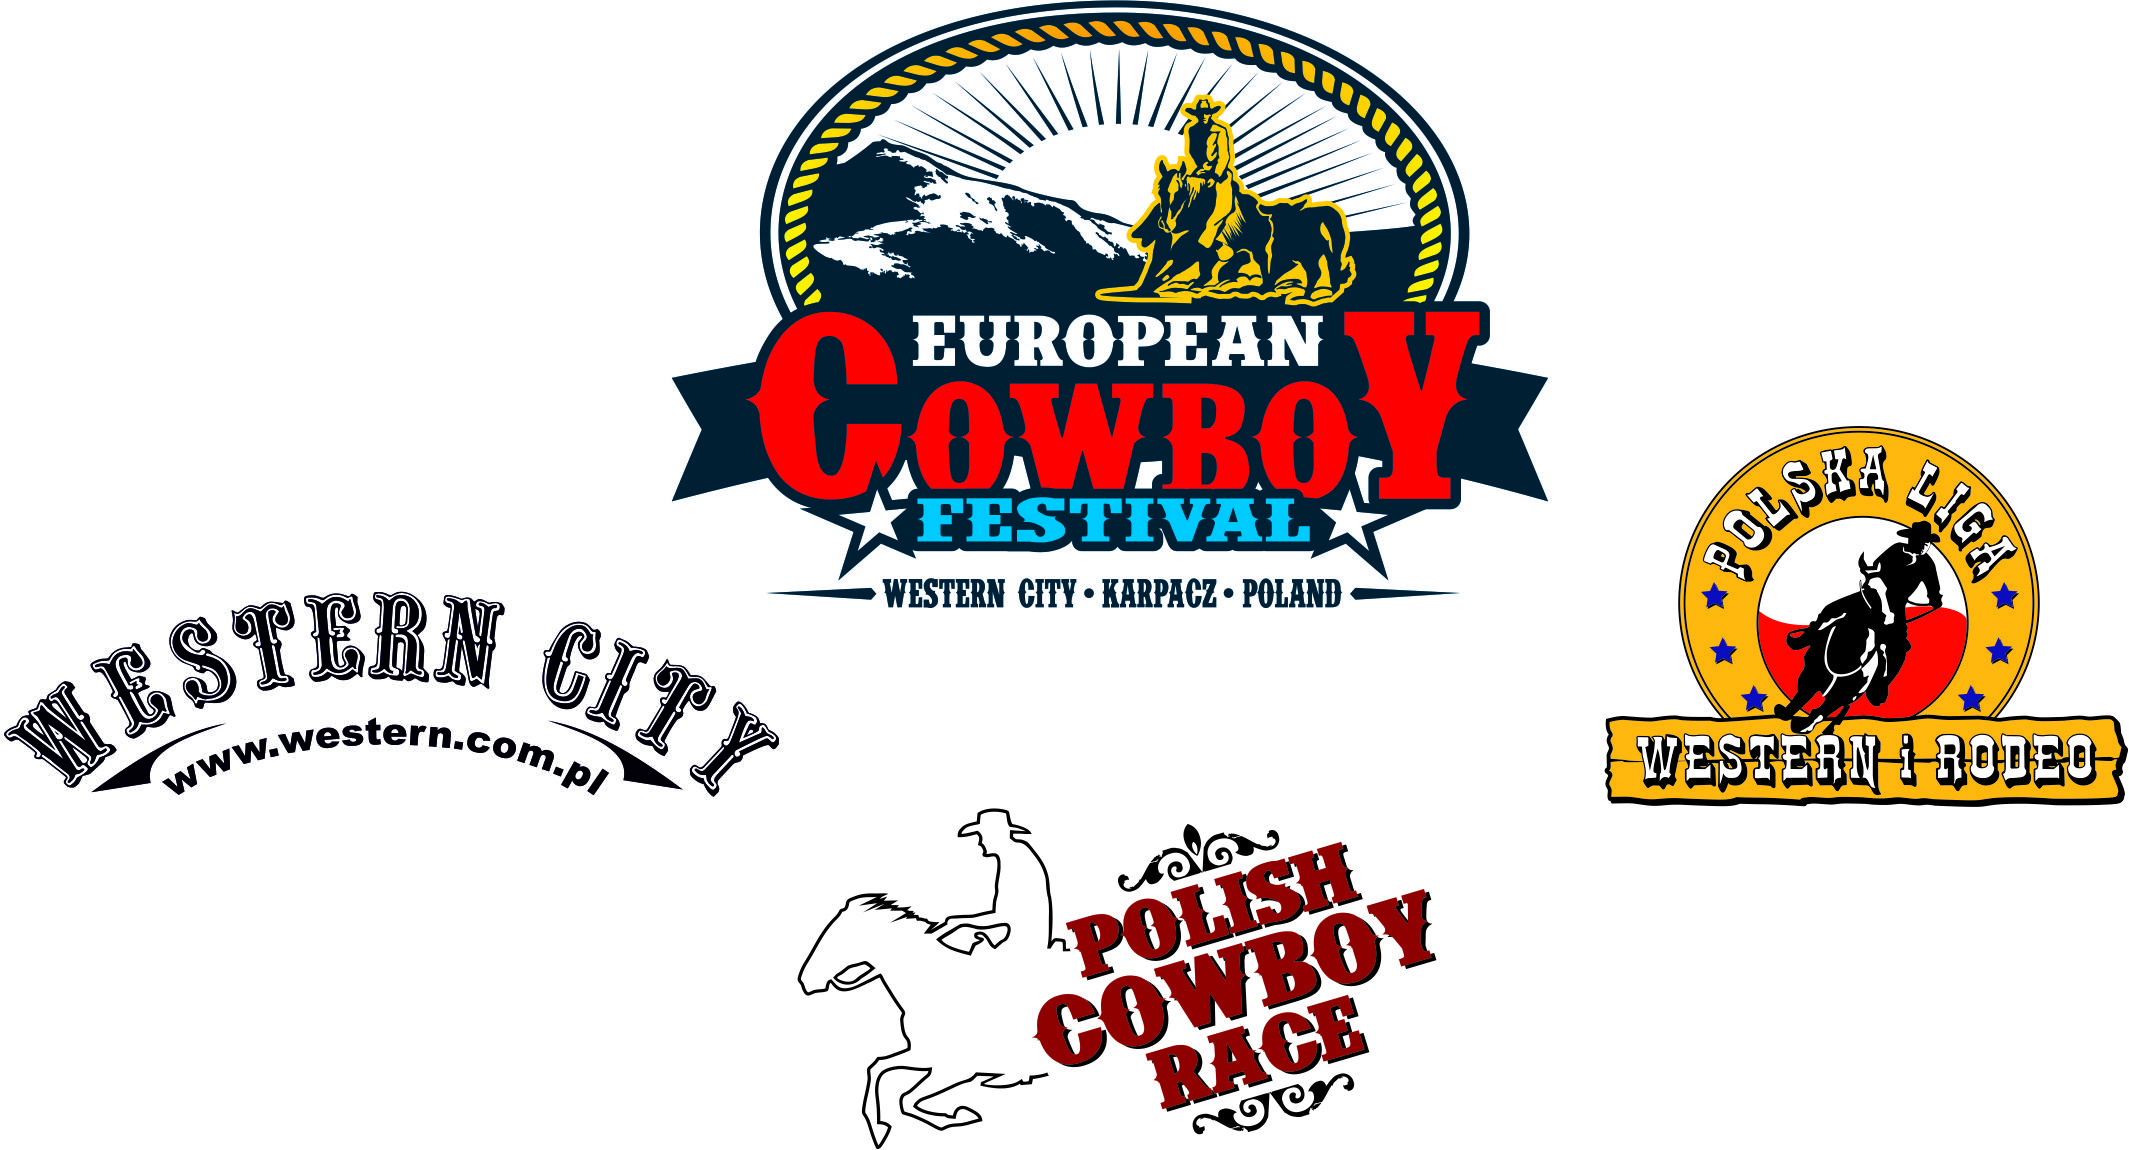 EUROPEAN
COWBOY
FESTIVAL
WESTERN CITY • KARPACZ • POLAND
POLSKA LIGA
WESTERN i RODEO
WESTERN CITY
www.western.com.pl
POLISH
COWBOY
RACE